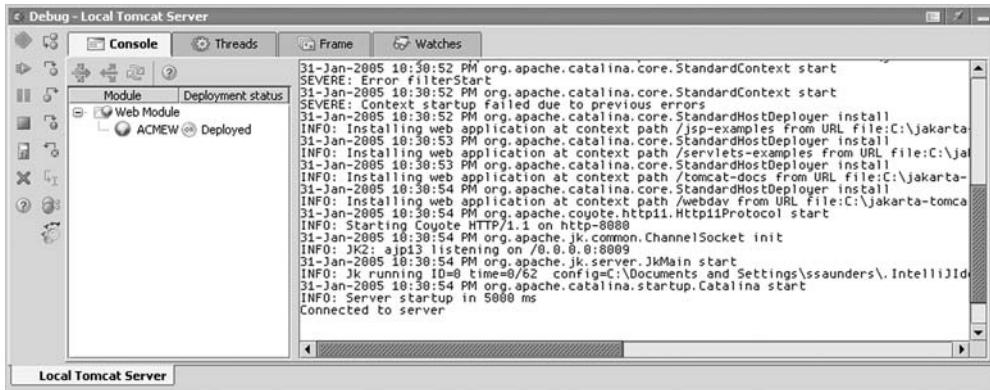 Debug - Local Tomcat Server
Console Threads Frame Watches
Module Deployment status
Web Module
ACMEW Deployed
31-Jan-2005 10:30:52 PM org.apache.catalina.core.StandardContext start
SEVERE: Error filterStart
31-Jan-2005 10:30:52 PM org.apache.catalina.core.StandardContext start
SEVERE: Context startup failed due to previous errors
31-Jan-2005 10:30:52 PM org.apache.catalina.core.StandardHostDeployer install
INFO: Installing web application at context path /jsp-examples from URL file:C:\jakarta-
31-Jan-2005 10:30:53 PM org.apache.catalina.core.StandardHostDeployer install
INFO: Installing web application at context path /servlets-examples from URL file:C:\jal
31-Jan-2005 10:30:53 PM org.apache.catalina.core.StandardHostDeployer install
INFO: Installing web application at context path /tomcat-docs from URL file:C:\jakarta-
31-Jan-2005 10:30:54 PM org.apache.catalina.core.StandardHostDeployer install
INFO: Installing web application at context path /webdav from URL file:C:\jakarta-tomca
31-Jan-2005 10:30:54 PM org.apache.coyote.http11.Http11Protocol start
INFO: Starting Coyote HTTP/1.1 on http-8080
31-Jan-2005 10:30:54 PM org.apache.jk.common.ChannelSocket init
INFO: JK2: ajp13 listening on /0.0.0.0:8009
31-Jan-2005 10:30:54 PM org.apache.jk.server.JkMain start
INFO: Jk running ID=0 time=0/62 config=C:\Documents and Settings\ssaunders\.IntelliJIde
31-Jan-2005 10:30:54 PM org.apache.catalina.startup.Catalina start
INFO: Server startup in 5000 ms
Connected to server
Local Tomcat Server